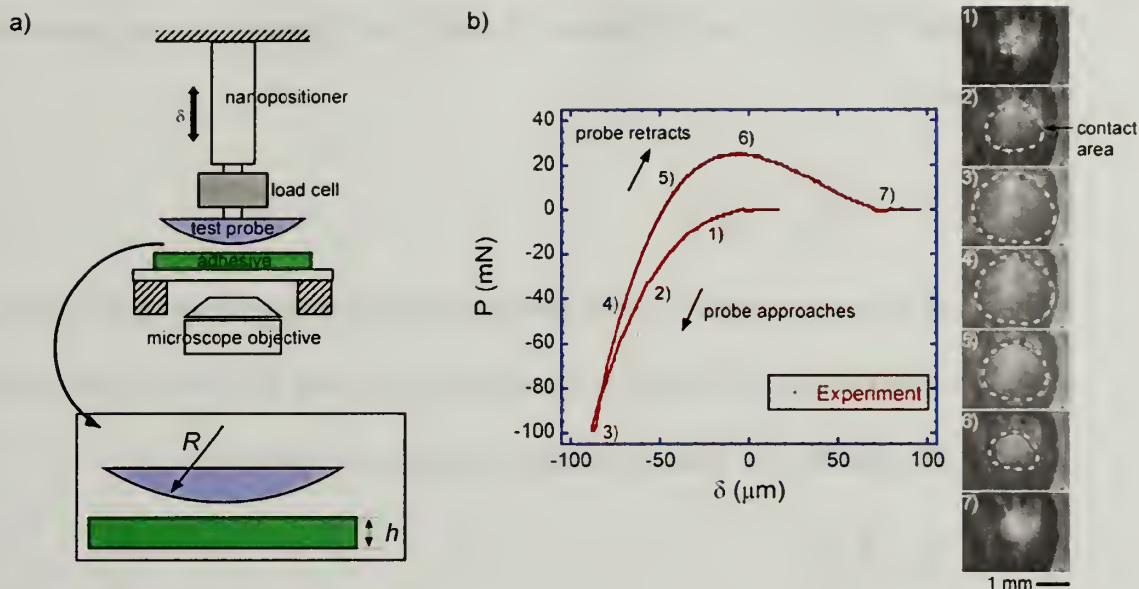 a)
nanopositioner
δ
load cell
test probe
adhesive
microscope objective
R
h
b)
P (mN)
40
20
0
-20
-40
-60
-80
-100
-100
-50
0
50
100
δ (μm)
probe retracts
6)
5)
7)
1)
4)
2)
probe approaches
3)
Experiment
1)
2)
contact
area
3)
4)
5)
6)
7)
1 mm